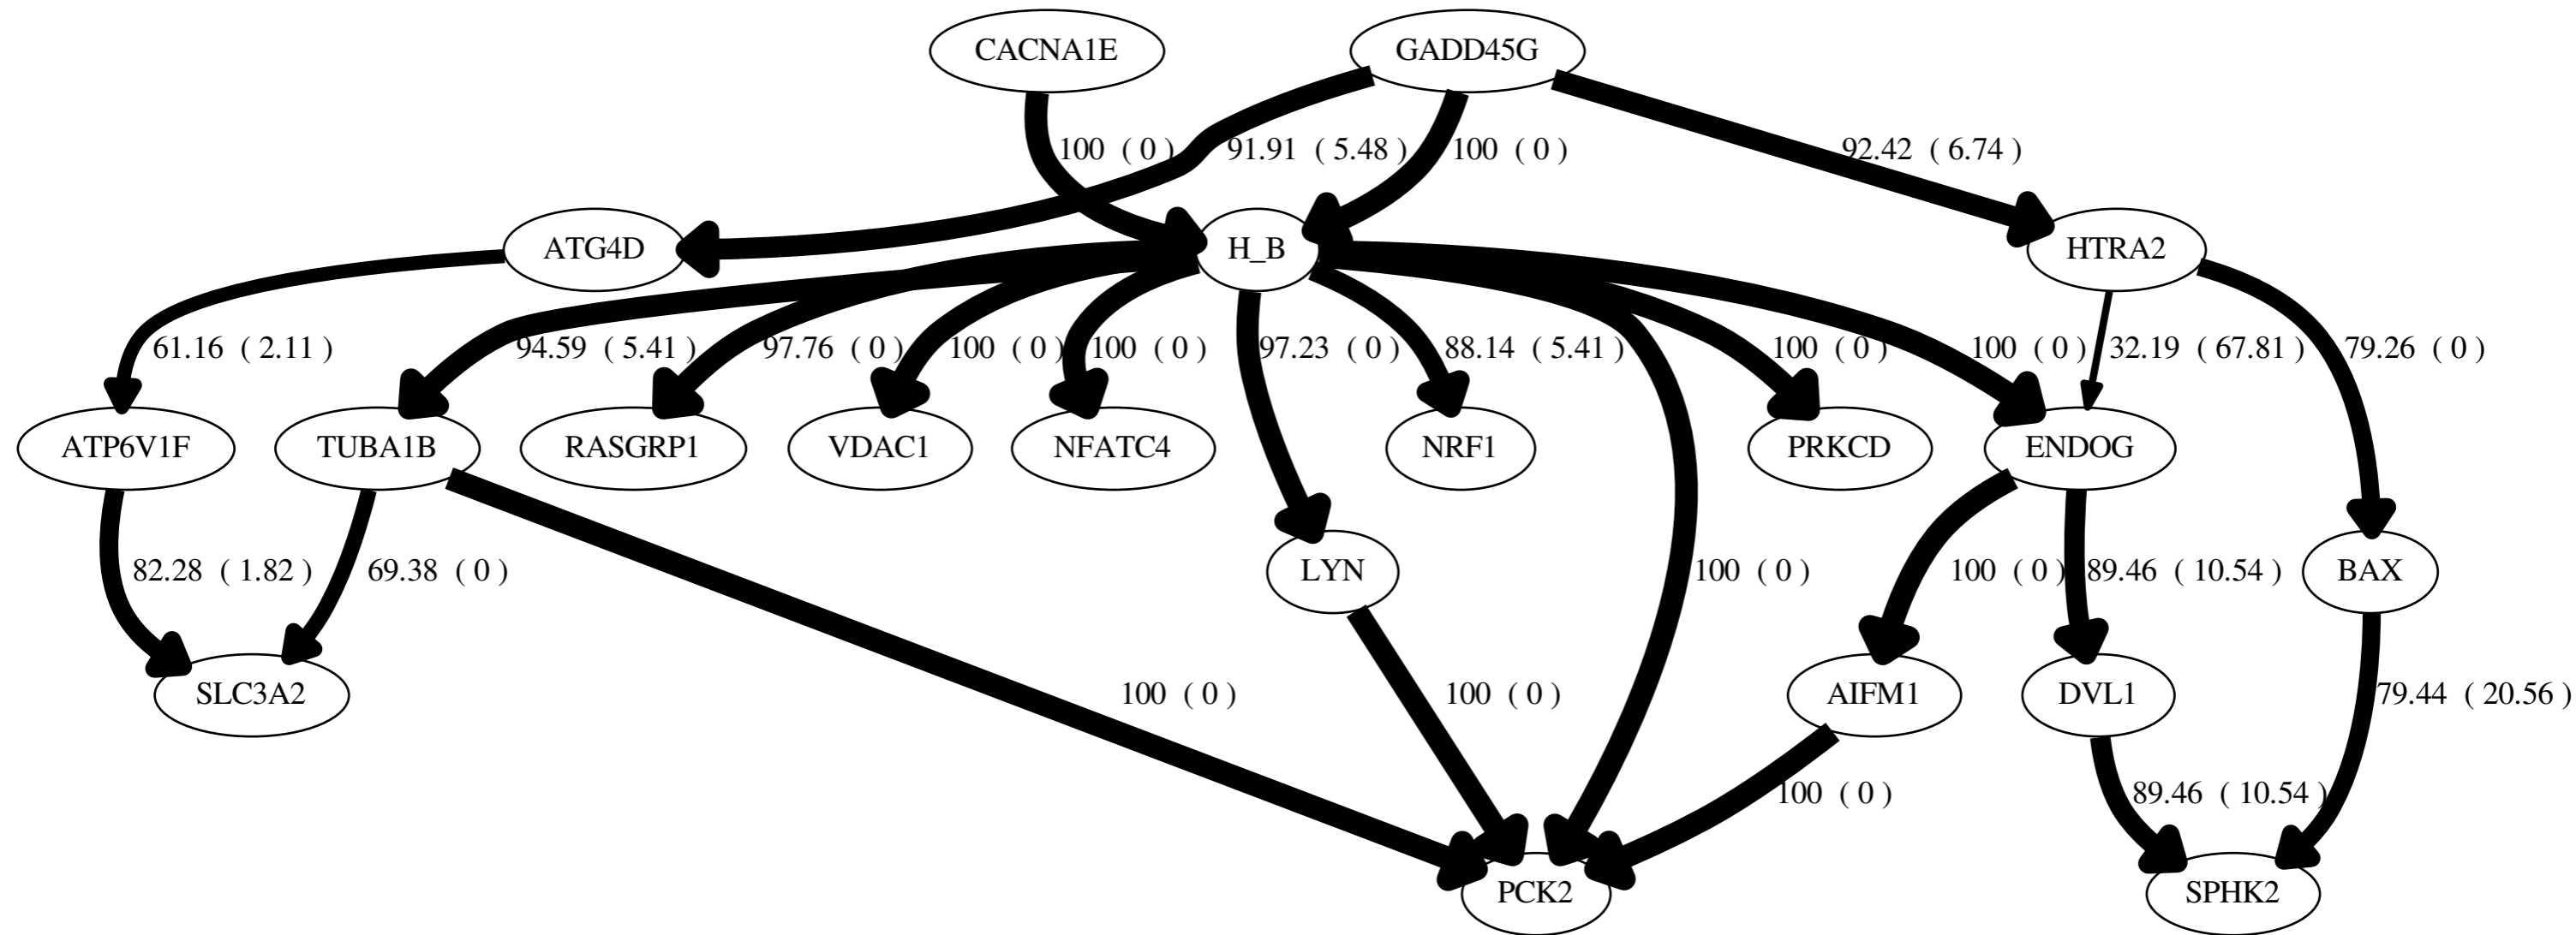 CACNA1E GADD45G
100 ( 0 ) 91.91 ( 5.48 ) 100 ( 0 ) 92.42 ( 6.74 )
ATG4D H_B HTRA2
61.16 ( 2.11 ) 94.59 ( 5.41 ) 97.76 ( 0 ) 100 ( 0 ) 100 ( 0 ) 97.23 ( 0 ) 88.14 ( 5.41 ) 100 ( 0 ) 100 ( 0 ) 32.19 ( 67.81 ) 79.26 ( 0 )
ATP6V1F TUBA1B RASGRP1 VDAC1 NFATC4 NRF1 PRKCD ENDOG
82.28 ( 1.82 ) 69.38 ( 0 ) LYN 100 ( 0 ) 100 ( 0 ) 89.46 ( 10.54 ) BAX
SLC3A2 100 ( 0 ) 100 ( 0 ) AIFM1 DVL1 79.44 ( 20.56 )
100 ( 0 ) 89.46 ( 10.54 )
PCK2 SPHK2